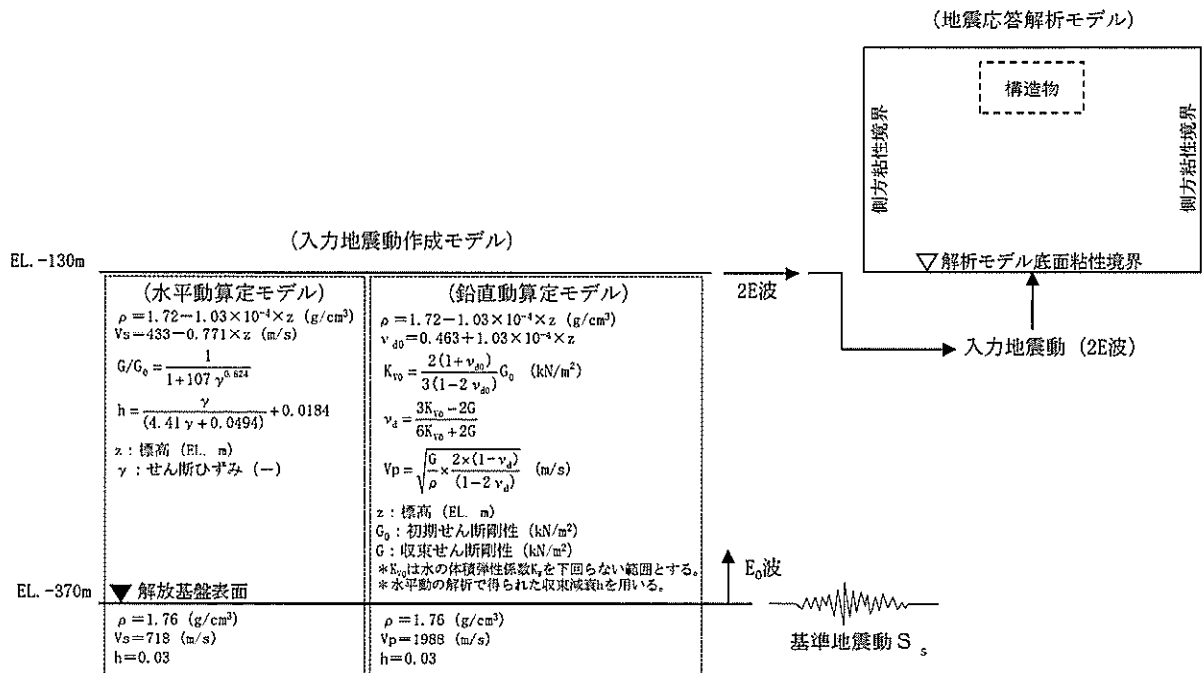 (地震応答解析モデル)
構造物
側方粘性境界
側方粘性境界
▽解析モデル底面粘性境界
(入力地震動作成モデル)
EL.-130m
2E波
入力地震動 (2E波)
(水平動算定モデル)
ρ=1.72-1.03×10⁻⁴×z (g/cm³)
Vs=433-0.771×z (m/s)
G/G₀=1/(1+107γ^0.824)
h=γ/(4.41γ+0.0494)+0.0184
z:標高 (EL. m)
γ:せん断ひずみ (-)
(鉛直動算定モデル)
ρ=1.72-1.03×10⁻⁴×z (g/cm³)
ν_d0=0.463+1.03×10⁻⁴×z
K_V0=2(1+ν_d0)/3(1-2ν_d0) G₀ (kN/m²)
ν_d=(3K_V0-2G)/(6K_V0+2G)
Vp=√(G/ρ×2×(1-ν_d)/(1-2ν_d)) (m/s)
z:標高 (EL. m)
G₀:初期せん断剛性 (kN/m²)
G:収束せん断剛性 (kN/m²)
*K_V0は水の体積弾性係数K_wを下回らない範囲とする。
*水平動の解析で得られた収束減衰hを用いる。
E₀波
EL.-370m
▼ 解放基盤表面
ρ=1.76 (g/cm³)
Vs=718 (m/s)
h=0.03
ρ=1.76 (g/cm³)
Vp=1988 (m/s)
h=0.03
基準地震動Ss